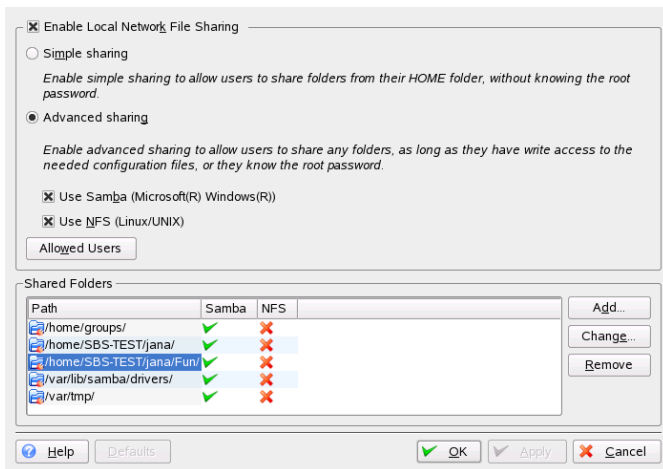 Enable Local Network File Sharing
Simple sharing
Enable simple sharing to allow users to share folders from their HOME folder, without knowing the root
password.
Advanced sharing
Enable advanced sharing to allow users to share any folders, as long as they have write access to the
needed configuration files, or they know the root password.
Use Samba (Microsoft(R) Windows(R))
Use NFS (Linux/UNIX)
Allowed Users
Shared Folders
Path Samba NFS
/home/groups/
/home/SBS-TEST/jana/
/home/SBS-TEST/jana/Fun/
/var/lib/samba/drivers/
/var/tmp/
Add...
Change...
Remove
Help Defaults OK Apply Cancel